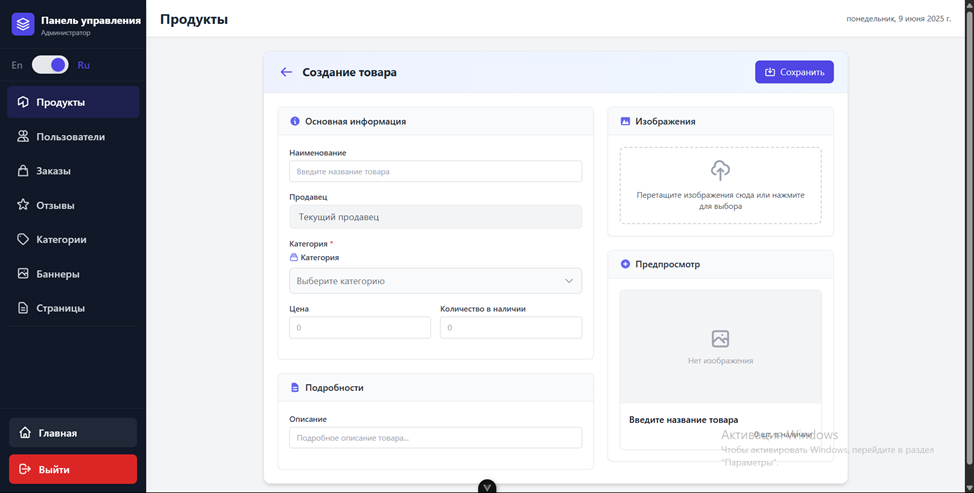 Панель управления
Администратор
En
Ru
Продукты
Пользователи
Заказы
Отзывы
Категории
Баннеры
Страницы
Главная
Выйти
Продукты
понедельник, 9 июня 2025 г.
Создание товара
Сохранить
Основная информация
Наименование
Введите название товара
Продавец
Текущий продавец
Категория *
Категория
Выберите категорию
Цена
Количество в наличии
0
0
Подробности
Описание
Подробное описание товара...
Изображения
Перетащите изображения сюда или нажмите
для выбора
Предпросмотр
Нет изображения
Введите название товара
0 шт. в наличии
Активация Windows
Чтобы активировать Windows, перейдите в раздел
"Параметры".